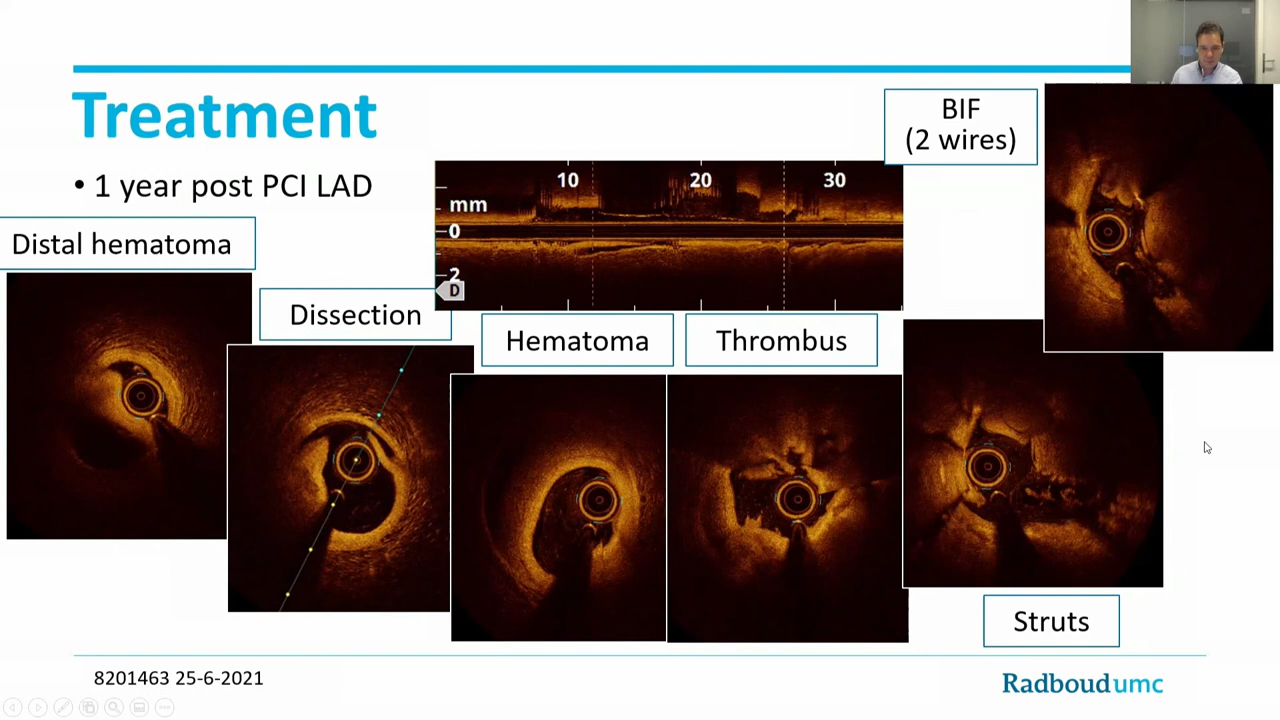 Treatment
• 1 year post PCI LAD
BIF
(2 wires)
10 20 30
mm
0
2
D
Distal hematoma
Dissection
Hematoma
Thrombus
Struts
8201463 25-6-2021
Radboudumc